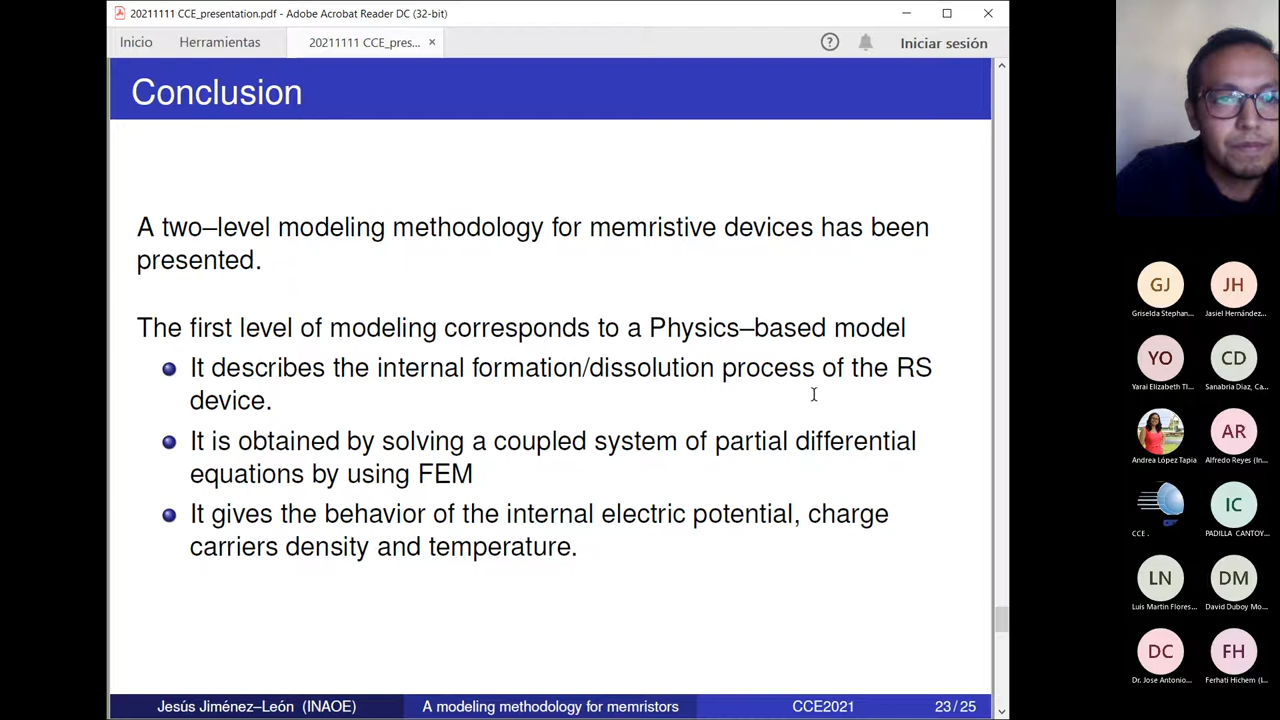 20211111 CCE_presentation.pdf - Adobe Acrobat Reader DC (32-bit)
Inicio
Herramientas
20211111 CCE_pres...
Iniciar sesión
Conclusion
A two–level modeling methodology for memristive devices has been
presented.
The first level of modeling corresponds to a Physics–based model
It describes the internal formation/dissolution process of the RS
device.
It is obtained by solving a coupled system of partial differential
equations by using FEM
It gives the behavior of the internal electric potential, charge
carriers density and temperature.
Jesús Jiménez–León (INAOE)
A modeling methodology for memristors
CCE2021
23/25
GJ
Griselda Stephan...
JH
Jasiel Hernández...
YO
Yarai Elizabeth Tl...
CD
Sanabria Diaz, Ca...
Andrea López Tapia
AR
Alfredo Reyes (In...
CCE .
IC
PADILLA CANTOY...
LN
Luis Martin Flores...
DM
David Duboy Mo...
DC
Dr. Jose Antonio...
FH
Ferhati Hichem (I...